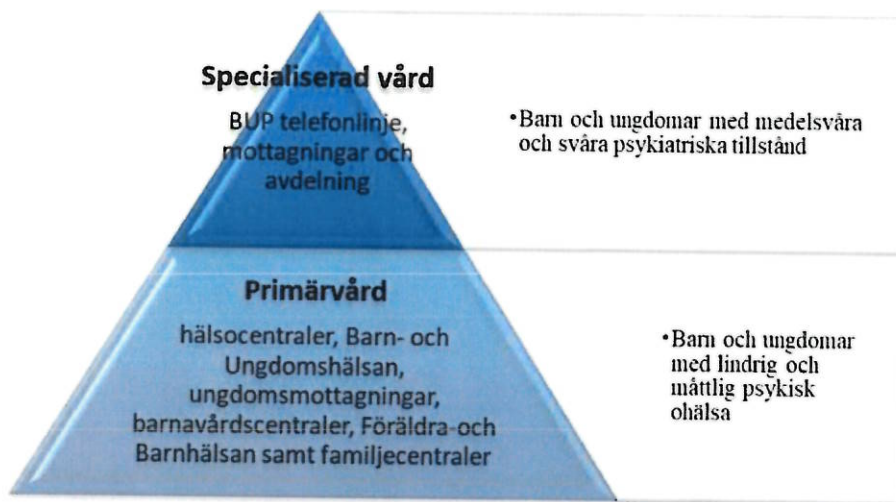 Specialiserad vård
BUP telefonlinje,
mottagningar och
avdelning
•Barn och ungdomar med medelsvåra
och svåra psykiatriska tillstånd
Primärvård
hälsocentraler, Barn- och
Ungdomshälsan,
ungdomsmottagningar,
barnavårdscentraler, Föräldra-och
Barnhälsan samt familjecentraler
•Barn och ungdomar
med lindrig och
måttlig psykisk
ohälsa